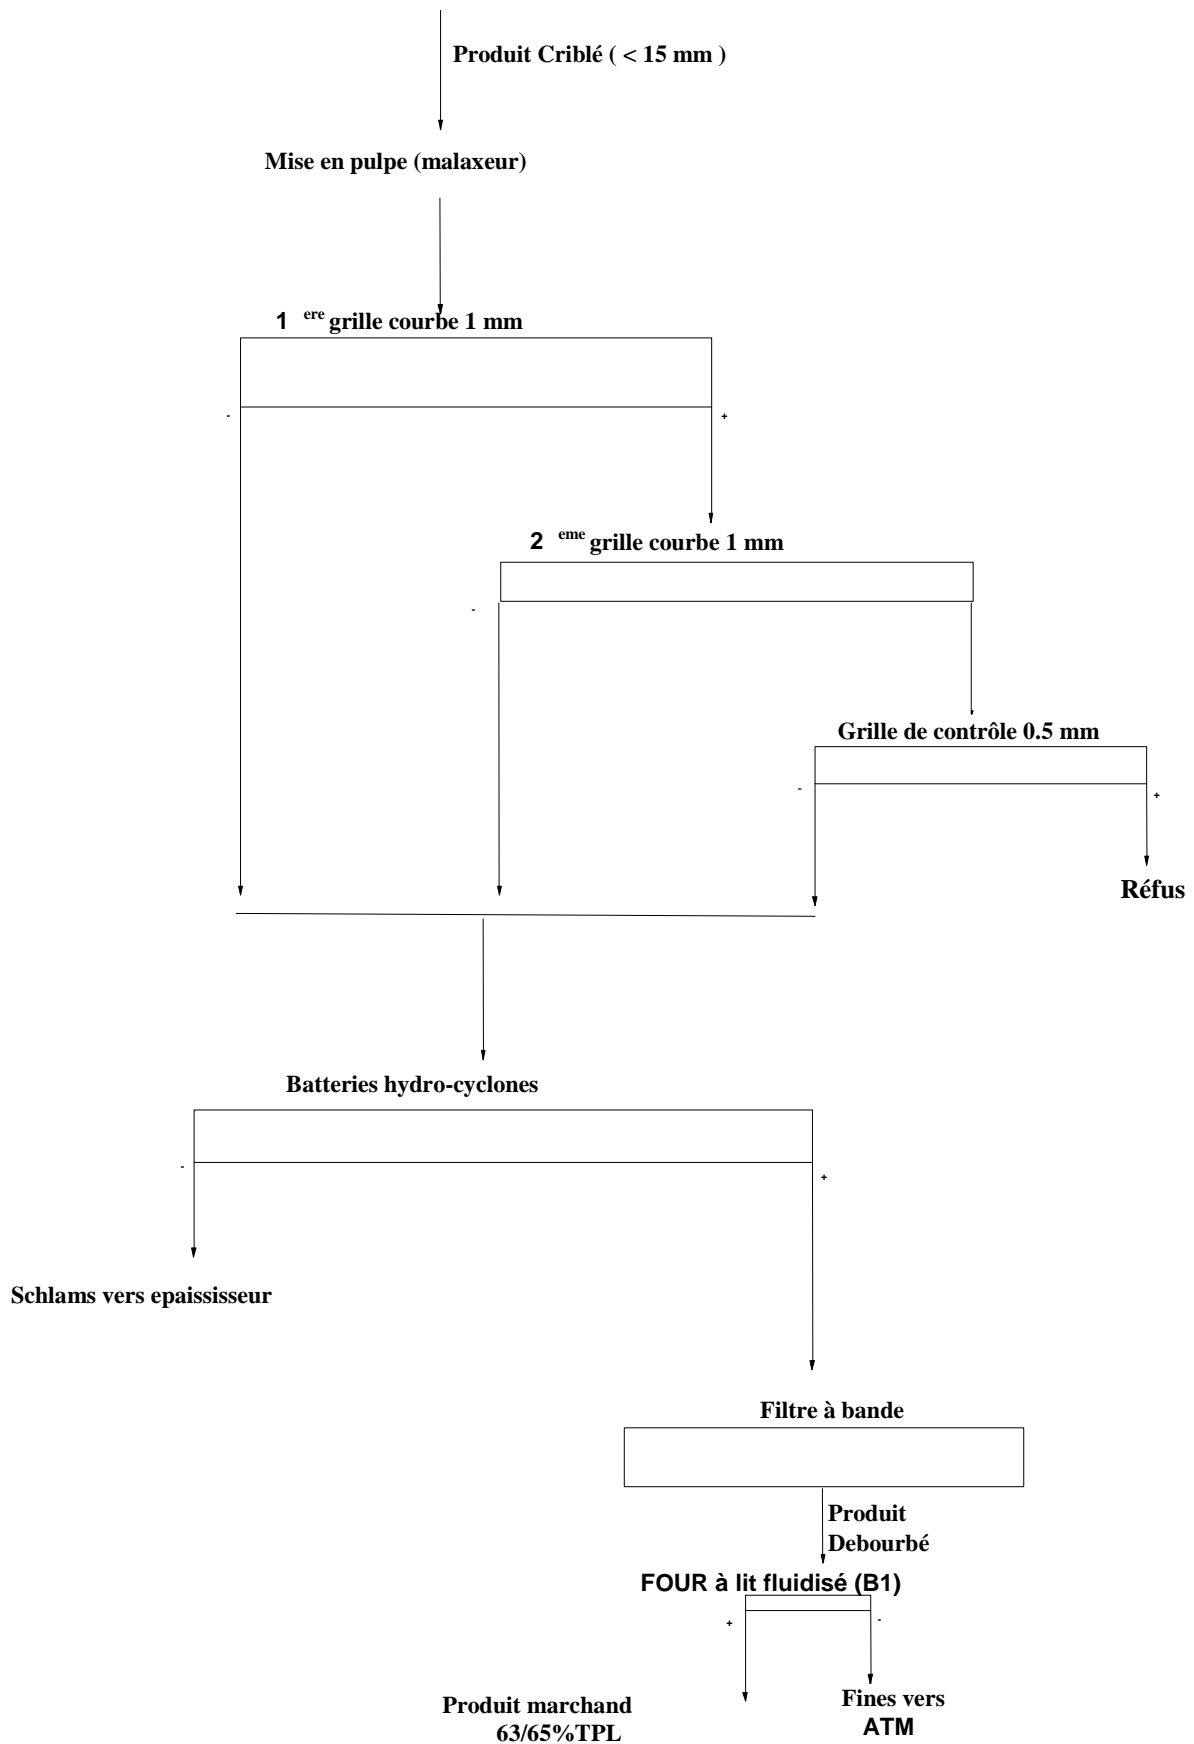 Produit Criblé ( < 15 mm )
Mise en pulpe (malaxeur)
1 ere grille courbe 1 mm
- +
2 eme grille courbe 1 mm
-
Grille de contrôle 0.5 mm
- +
Réfus
Batteries hydro-cyclones
- +
Schlams vers epaississeur
Filtre à bande
Produit
Debourbé
FOUR à lit fluidisé (B1)
+ -
Produit marchand
63/65%TPL
Fines vers
ATM